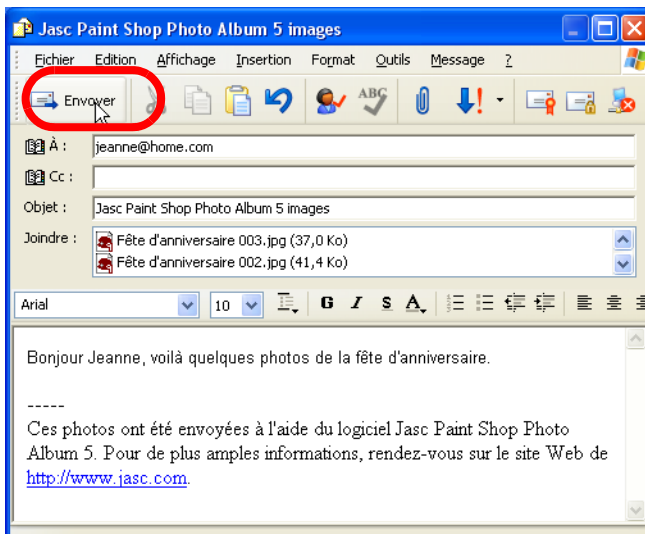 Jasc Paint Shop Photo Album 5 images
Fichier Edition Affichage Insertion Format Outils Message ?
Envoyer ABC
À : jeanne@home.com
Cc :
Objet : Jasc Paint Shop Photo Album 5 images
Joindre : Fête d'anniversaire 003.jpg (37,0 Ko)
Fête d'anniversaire 002.jpg (41,4 Ko)
Arial 10 G I S A
Bonjour Jeanne, voilà quelques photos de la fête d'anniversaire.
-----
Ces photos ont été envoyées à l'aide du logiciel Jasc Paint Shop Photo
Album 5. Pour de plus amples informations, rendez-vous sur le site Web de
http://www.jasc.com.